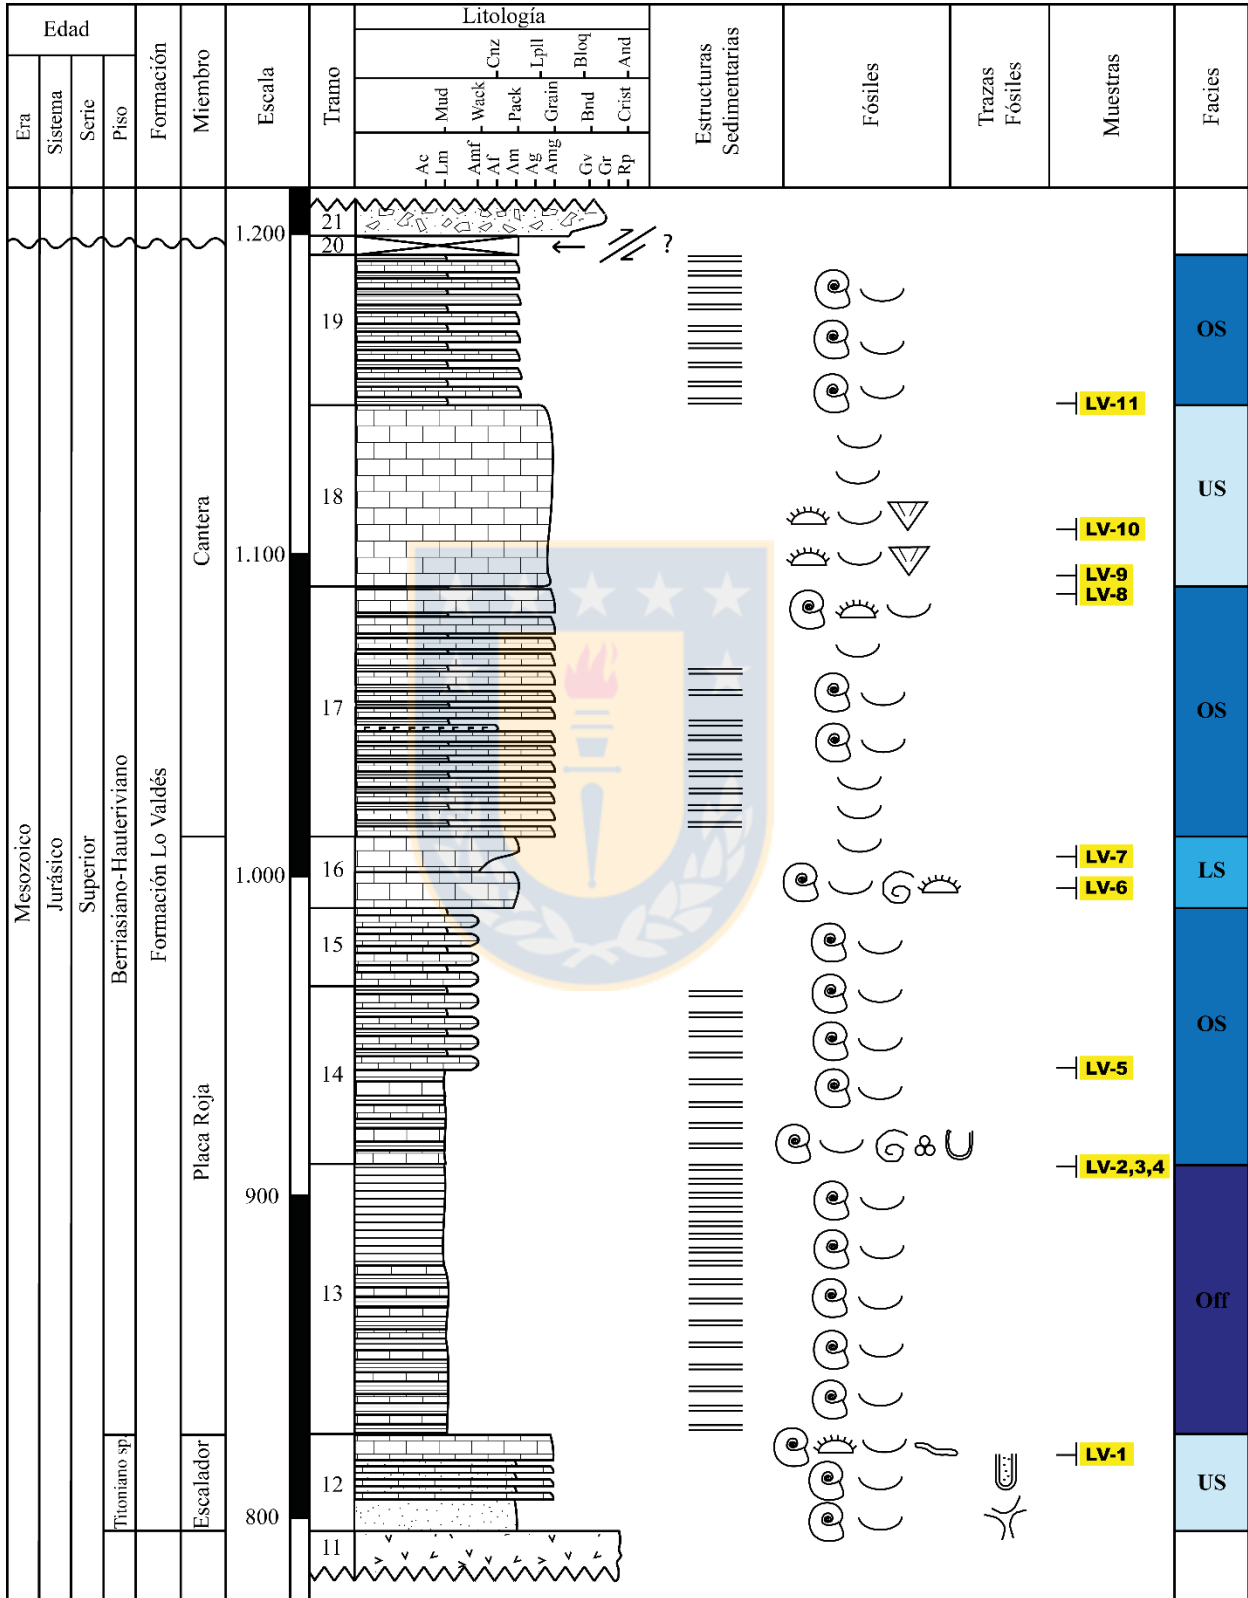 Edad
Era
Sistema
Serie
Piso
Formación
Miembro
Escala
Tramo
Litología
Cnz
Lpll
Bloq
And
Mud
Wack
Pack
Grain
Bnd
Crist
Ac
Lm
Amf
Af
Am
Ag
Amg
Gv
Gr
Rp
Estructuras
Sedimentarias
Fósiles
Trazas
Fósiles
Muestras
Facies
21
1.200
20
?
19
OS
LV-11
18
US
Cantera
LV-10
1.100
LV-9
LV-8
17
OS
Mesozoico
Jurásico
Superior
Berriasiano-Hauteriviano
Formación Lo Valdés
LV-7
16
LS
1.000
LV-6
15
OS
14
LV-5
Placa Roja
LV-2,3,4
900
13
Off
Titoniano sp.
Escalador
LV-1
12
US
800
11